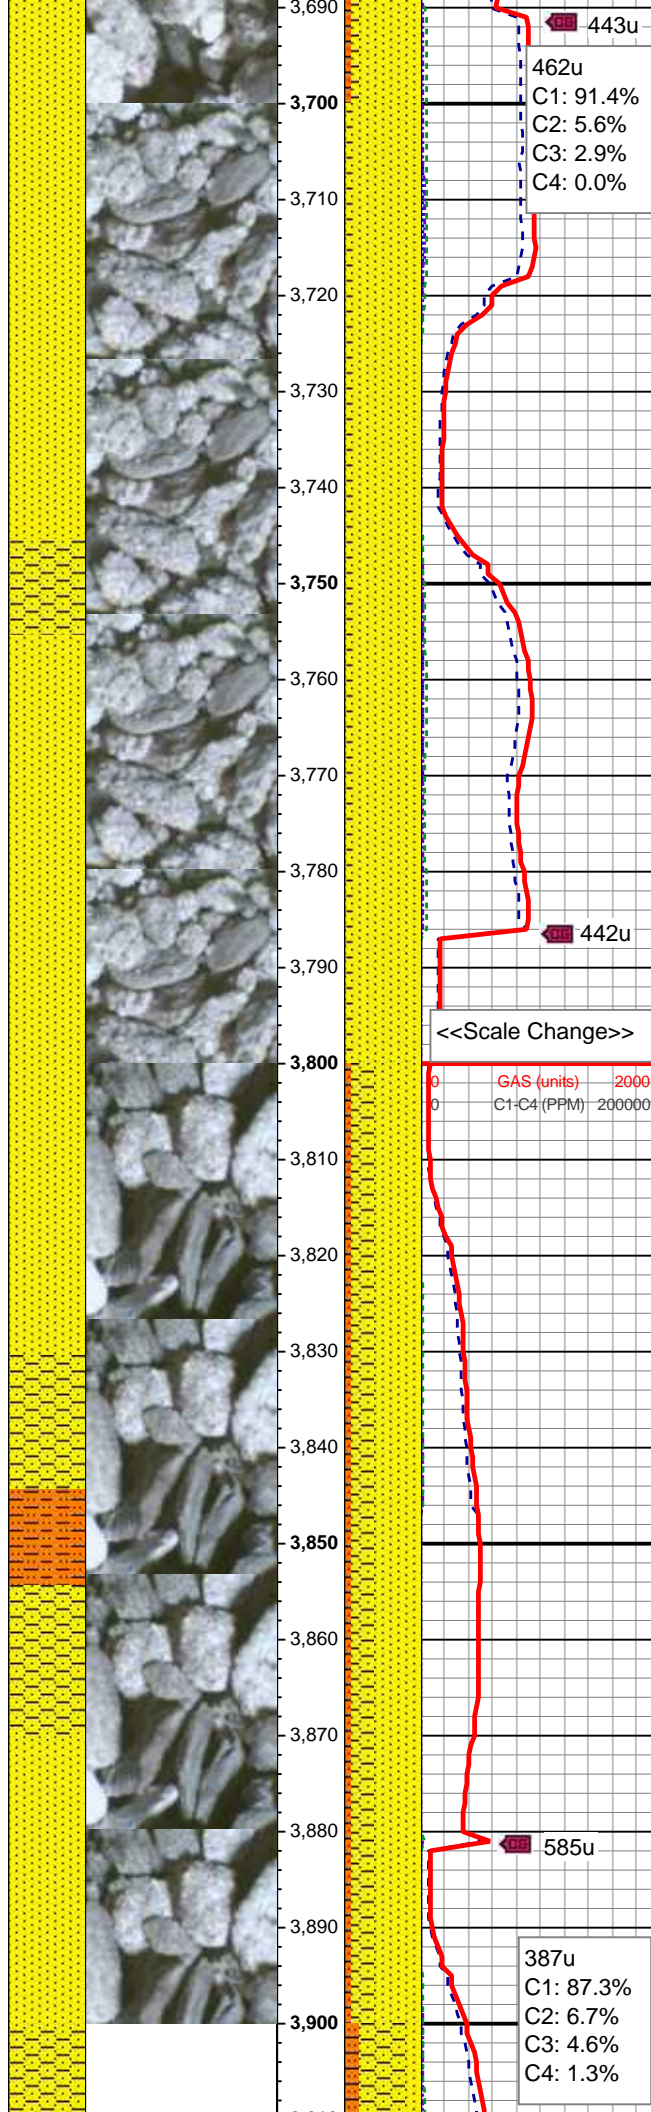 3,690
CG 443u
462u
C1: 91.4%
C2: 5.6%
C3: 2.9%
C4: 0.0%
3,700
3,710
3,720
3,730
3,740
3,750
3,760
3,770
3,780
CG 442u
3,790
<<Scale Change>>
3,800
0 GAS (units) 2000
0 C1-C4 (PPM) 200000
3,810
3,820
3,830
3,840
3,850
3,860
3,870
3,880
CG 585u
3,890
387u
C1: 87.3%
C2: 6.7%
C3: 4.6%
C4: 1.3%
3,900